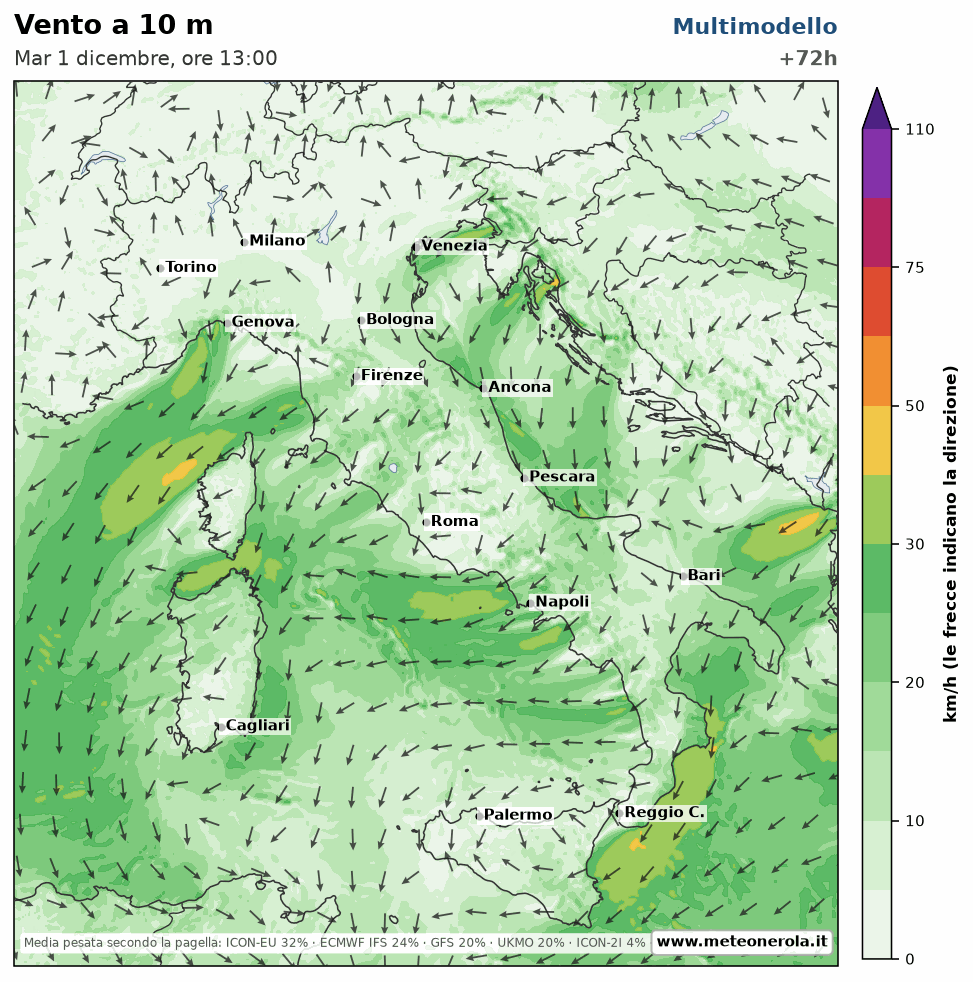 Vento a 10 m
Multimodello
Mar 1 dicembre, ore 13:00
+72h
110
75
50
30
20
10
0
km/h (le frecce indicano la direzione)
Milano
Venezia
Torino
Genova
Bologna
Firenze
Ancona
Pescara
Roma
Bari
Napoli
Cagliari
Palermo
Reggio C.
Media pesata secondo la pagella: ICON-EU 32% · ECMWF IFS 24% · GFS 20% · UKMO 20% · ICON-2I 4%
www.meteonerola.it